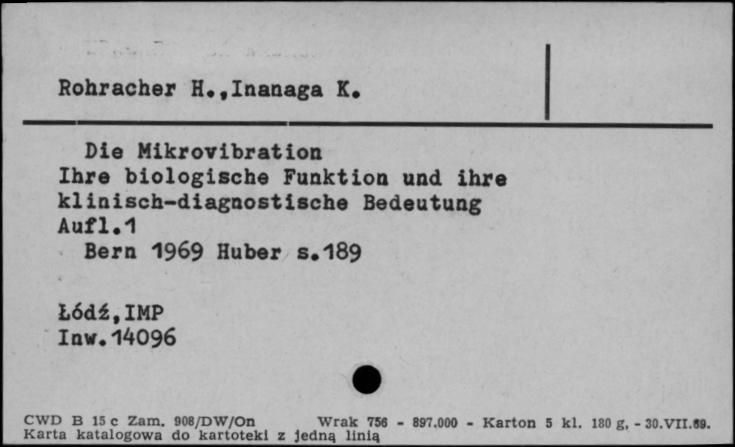 Rohracher H.,Inanaga K.
Die Mikrovibration
Ihre biologische Funktion und ihre
klinisch-diagnostische Bedeutung
Aufl.1
Bern 1969 Huber s.189
Łódź,IMP
Inw.14096
CWD B 15 c Zam. 908/DW/On Wrak 756 - 897.000 - Karton 5 kl. 180 g, - 30.VII.69.
Karta katalogowa do kartoteki z jedną linią